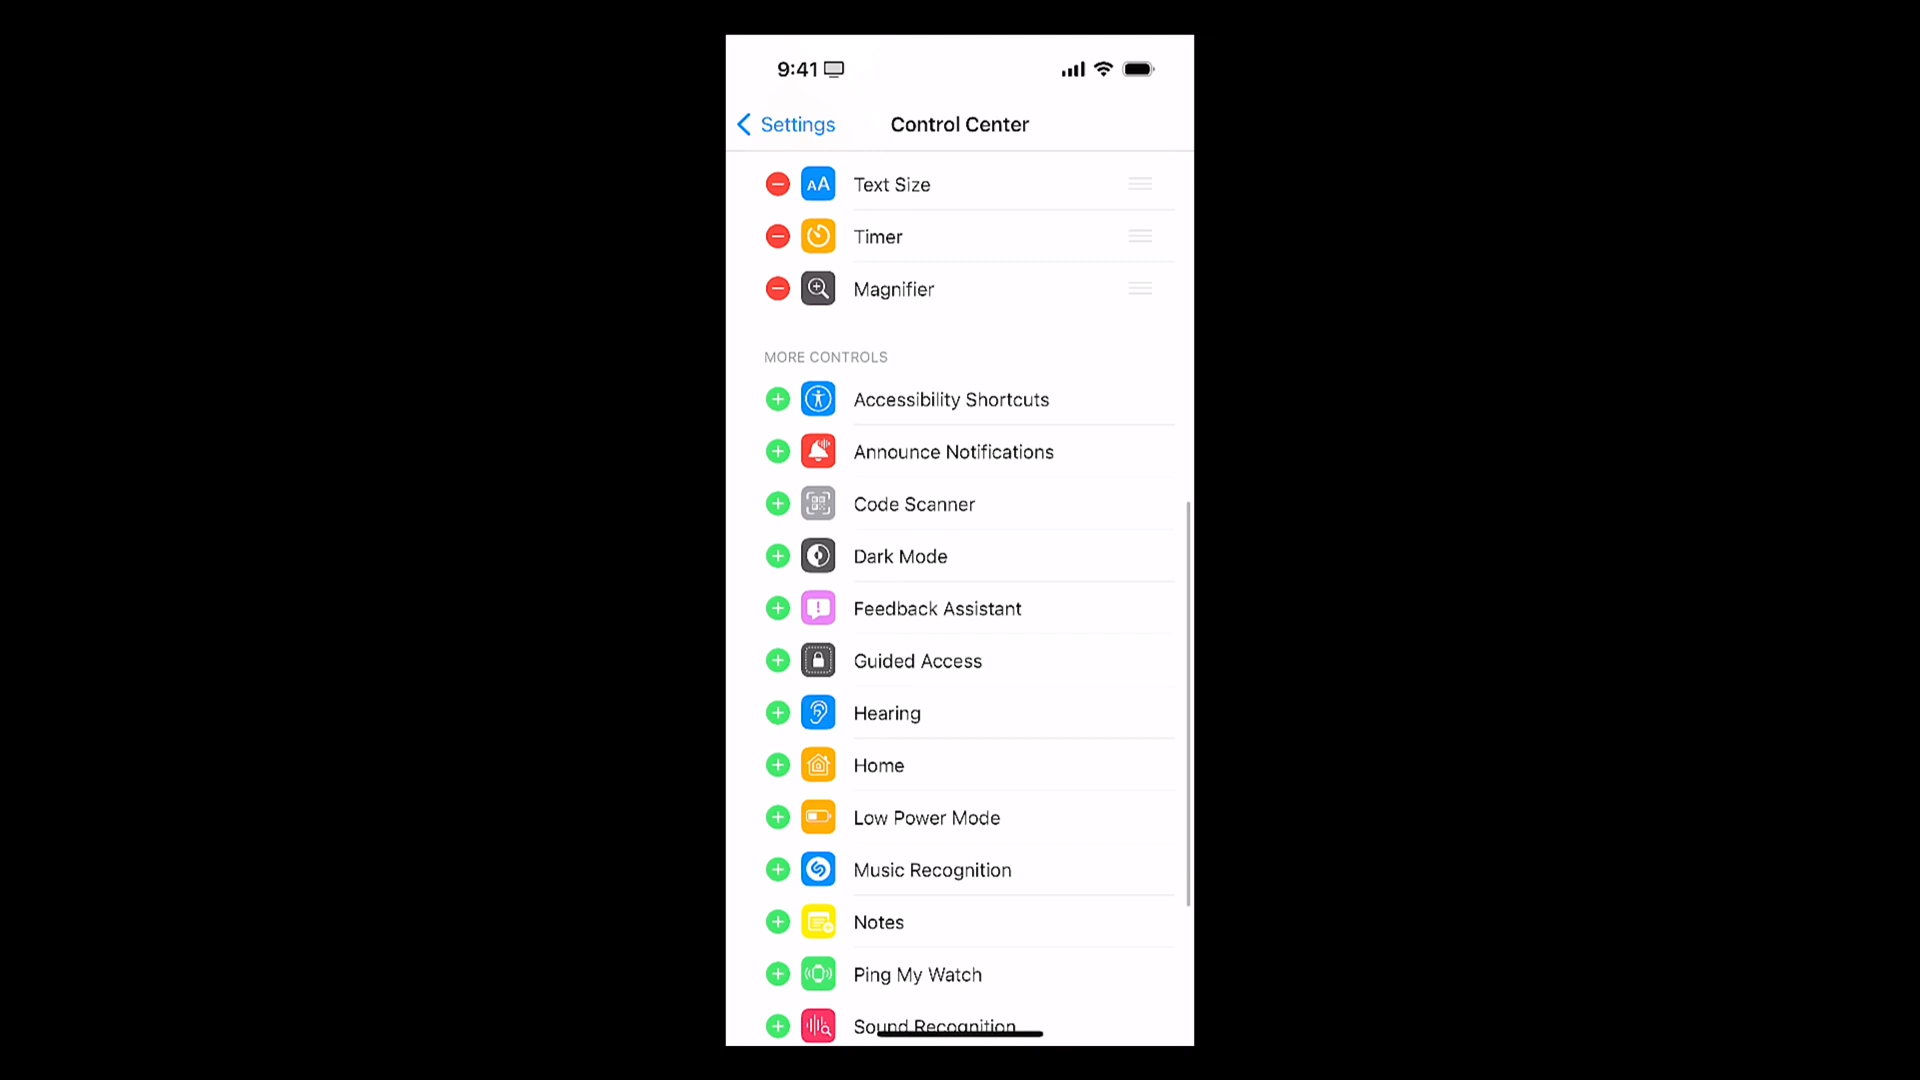 9:41
Settings
Control Center
AA
Text Size
Timer
Magnifier
MORE CONTROLS
Accessibility Shortcuts
Announce Notifications
Code Scanner
Dark Mode
Feedback Assistant
Guided Access
Hearing
Home
Low Power Mode
Music Recognition
Notes
Ping My Watch
Sound Recognition